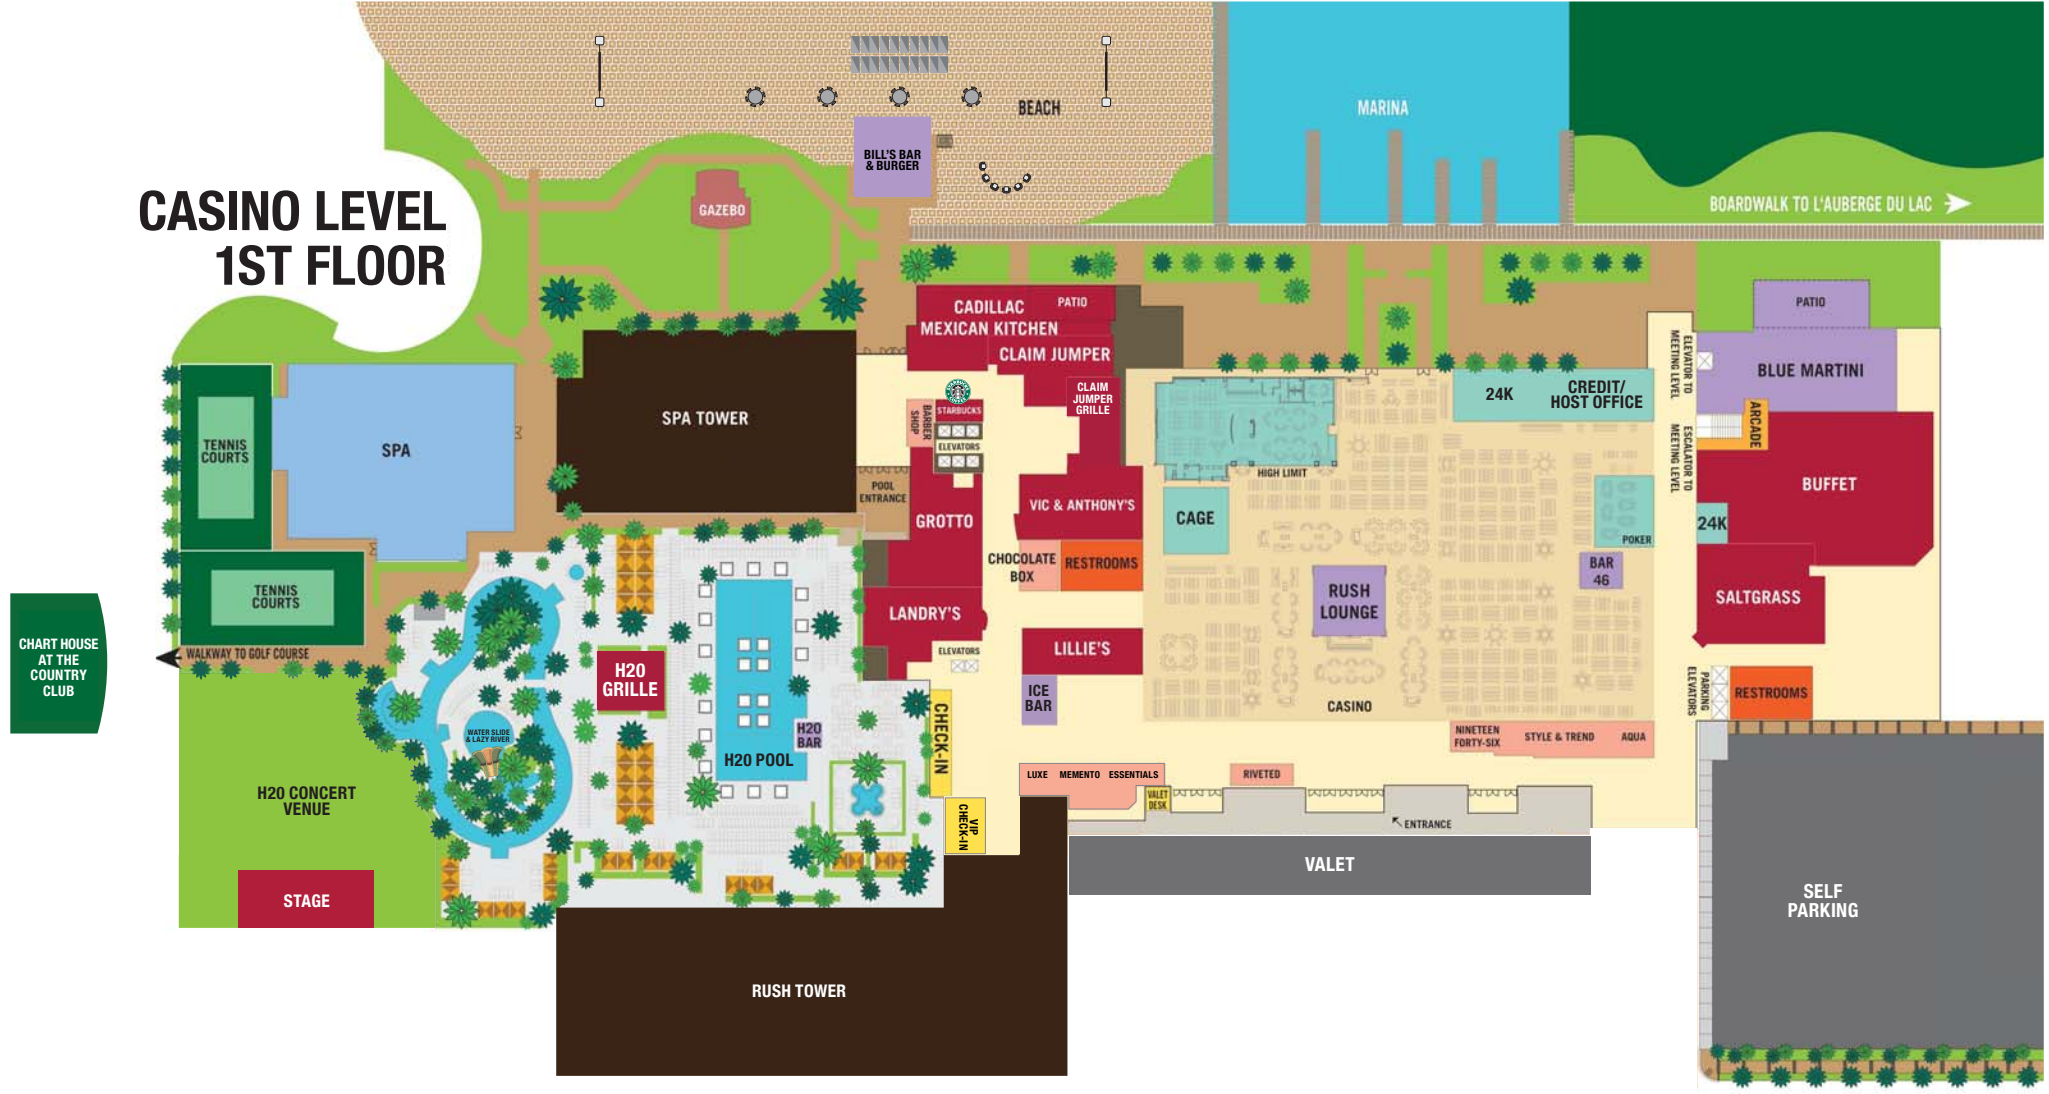 CASINO LEVEL
1ST FLOOR
BEACH
MARINA
BILL'S BAR
& BURGER
GAZEBO
BOARDWALK TO L'AUBERGE DU LAC
CADILLAC
MEXICAN KITCHEN
PATIO
CLAIM JUMPER
CLAIM
JUMPER
GRILLE
STARBUCKS
BARBER
SHOP
ELEVATORS
SPA TOWER
SPA
TENNIS
COURTS
TENNIS
COURTS
POOL
ENTRANCE
GROTTO
VIC & ANTHONY'S
CHOCOLATE
BOX
RESTROOMS
LANDRY'S
LILLIE'S
ELEVATORS
ICE
BAR
CHECK-IN
VIP
CHECK-IN
CHART HOUSE
AT THE
COUNTRY
CLUB
WALKWAY TO GOLF COURSE
H20
GRILLE
WATER SLIDE
& LAZY RIVER
H20
BAR
H20 POOL
H20 CONCERT
VENUE
STAGE
RUSH TOWER
HIGH LIMIT
CAGE
24K
CREDIT/
HOST OFFICE
ELEVATOR TO
MEETING LEVEL
ESCALATOR TO
MEETING LEVEL
PATIO
BLUE MARTINI
ARCADE
BUFFET
24K
POKER
BAR
46
RUSH
LOUNGE
SALTGRASS
CASINO
PARKING
ELEVATORS
RESTROOMS
NINETEEN
FORTY-SIX
STYLE & TREND
AQUA
LUXE
MEMENTO
ESSENTIALS
RIVETED
VALET
DESK
ENTRANCE
VALET
SELF
PARKING